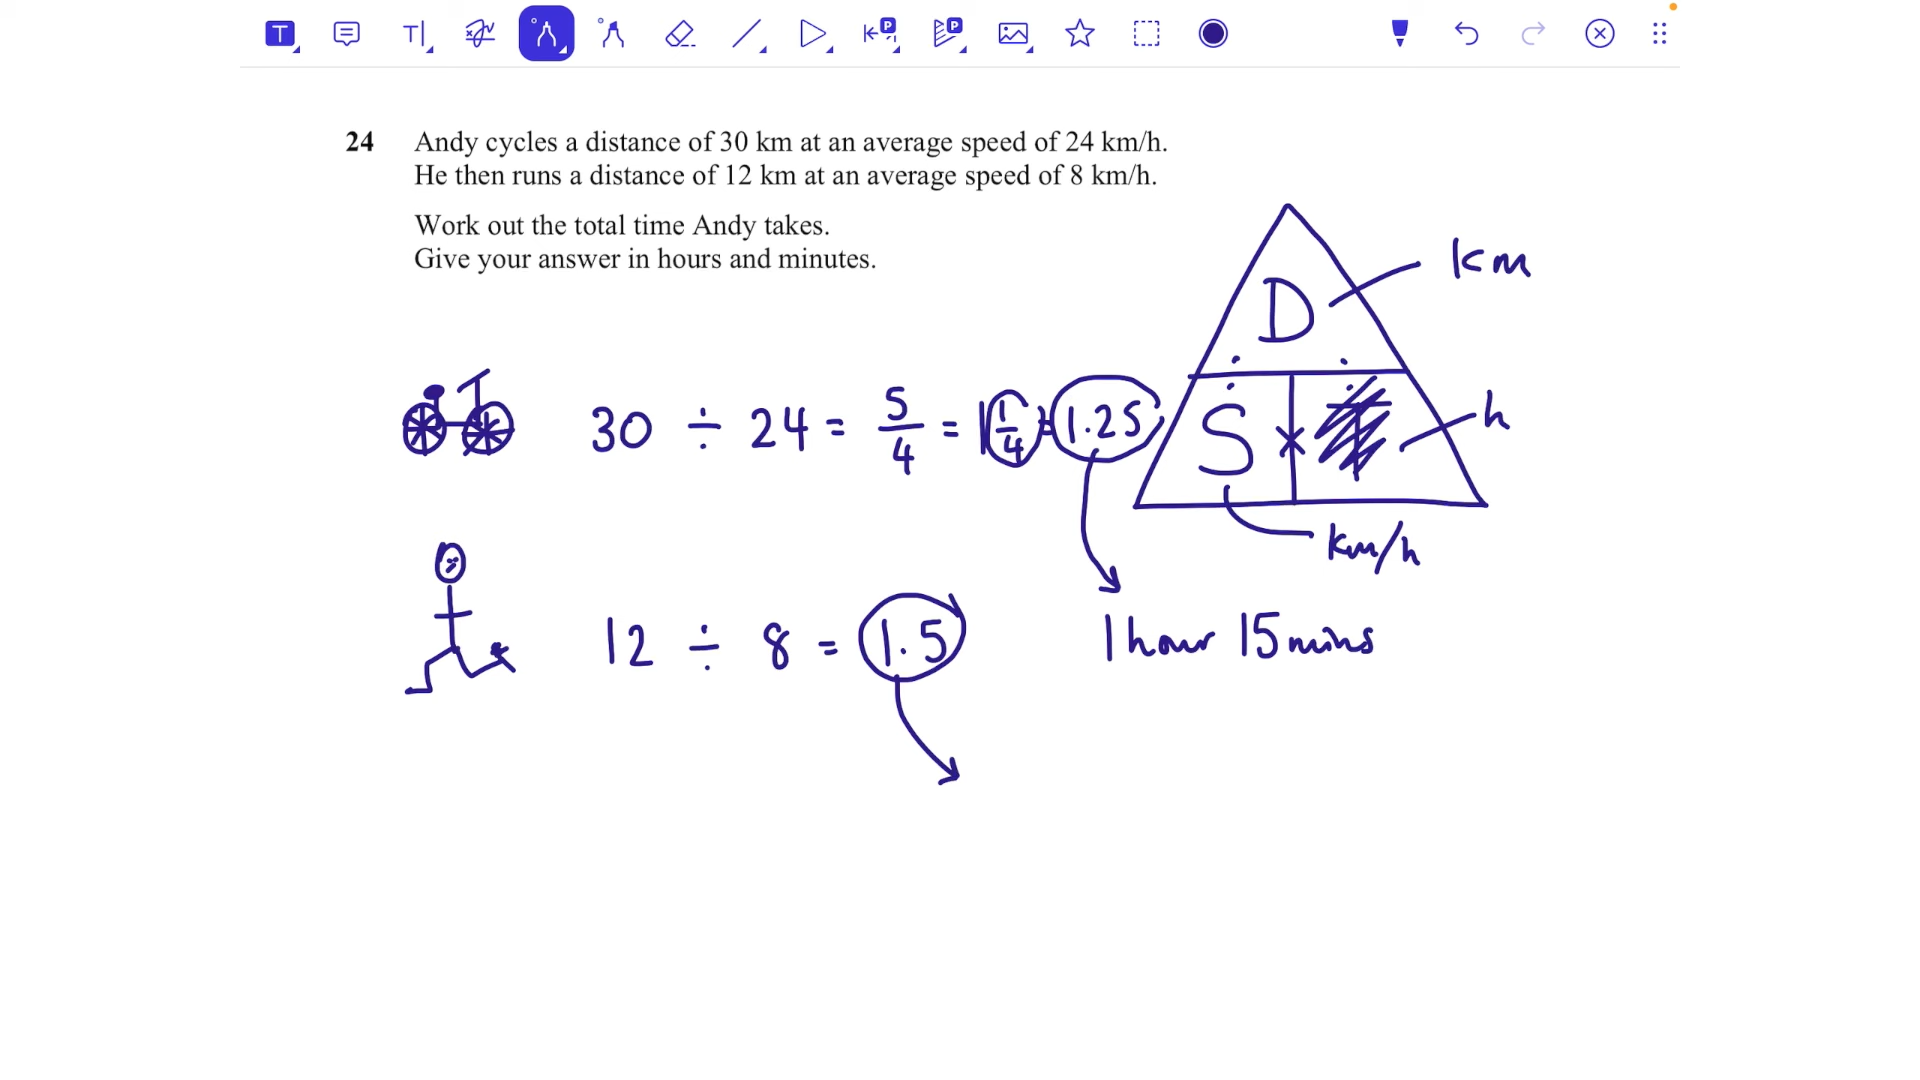 24 Andy cycles a distance of 30 km at an average speed of 24 km/h.
He then runs a distance of 12 km at an average speed of 8 km/h.
Work out the total time Andy takes.
Give your answer in hours and minutes.
D km
30 ÷ 24 = 5/4 = 1 1/4 = 1.25
S × T h
km/h
12 ÷ 8 = 1.5
1 hour 15 mins